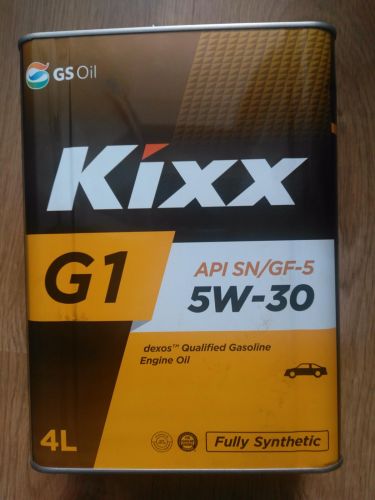 GS Oil
Kixx
G1
API SN/GF-5
5W-30
dexos™ Qualified Gasoline
Engine Oil
4L
Fully Synthetic